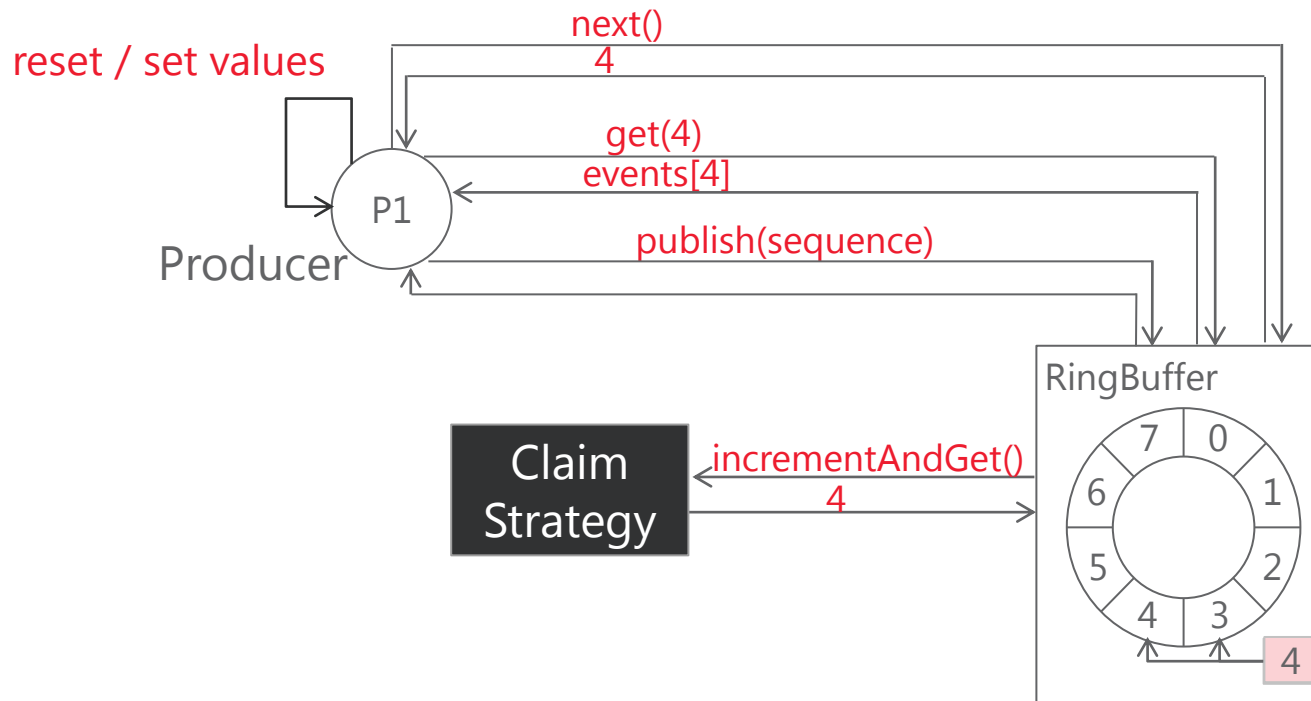 next()
reset / set values
4
get(4)
events[4]
P1
Producer
publish(sequence)
RingBuffer
Claim
Strategy
incrementAndGet()
4
7
0
6
1
5
2
4
3
4